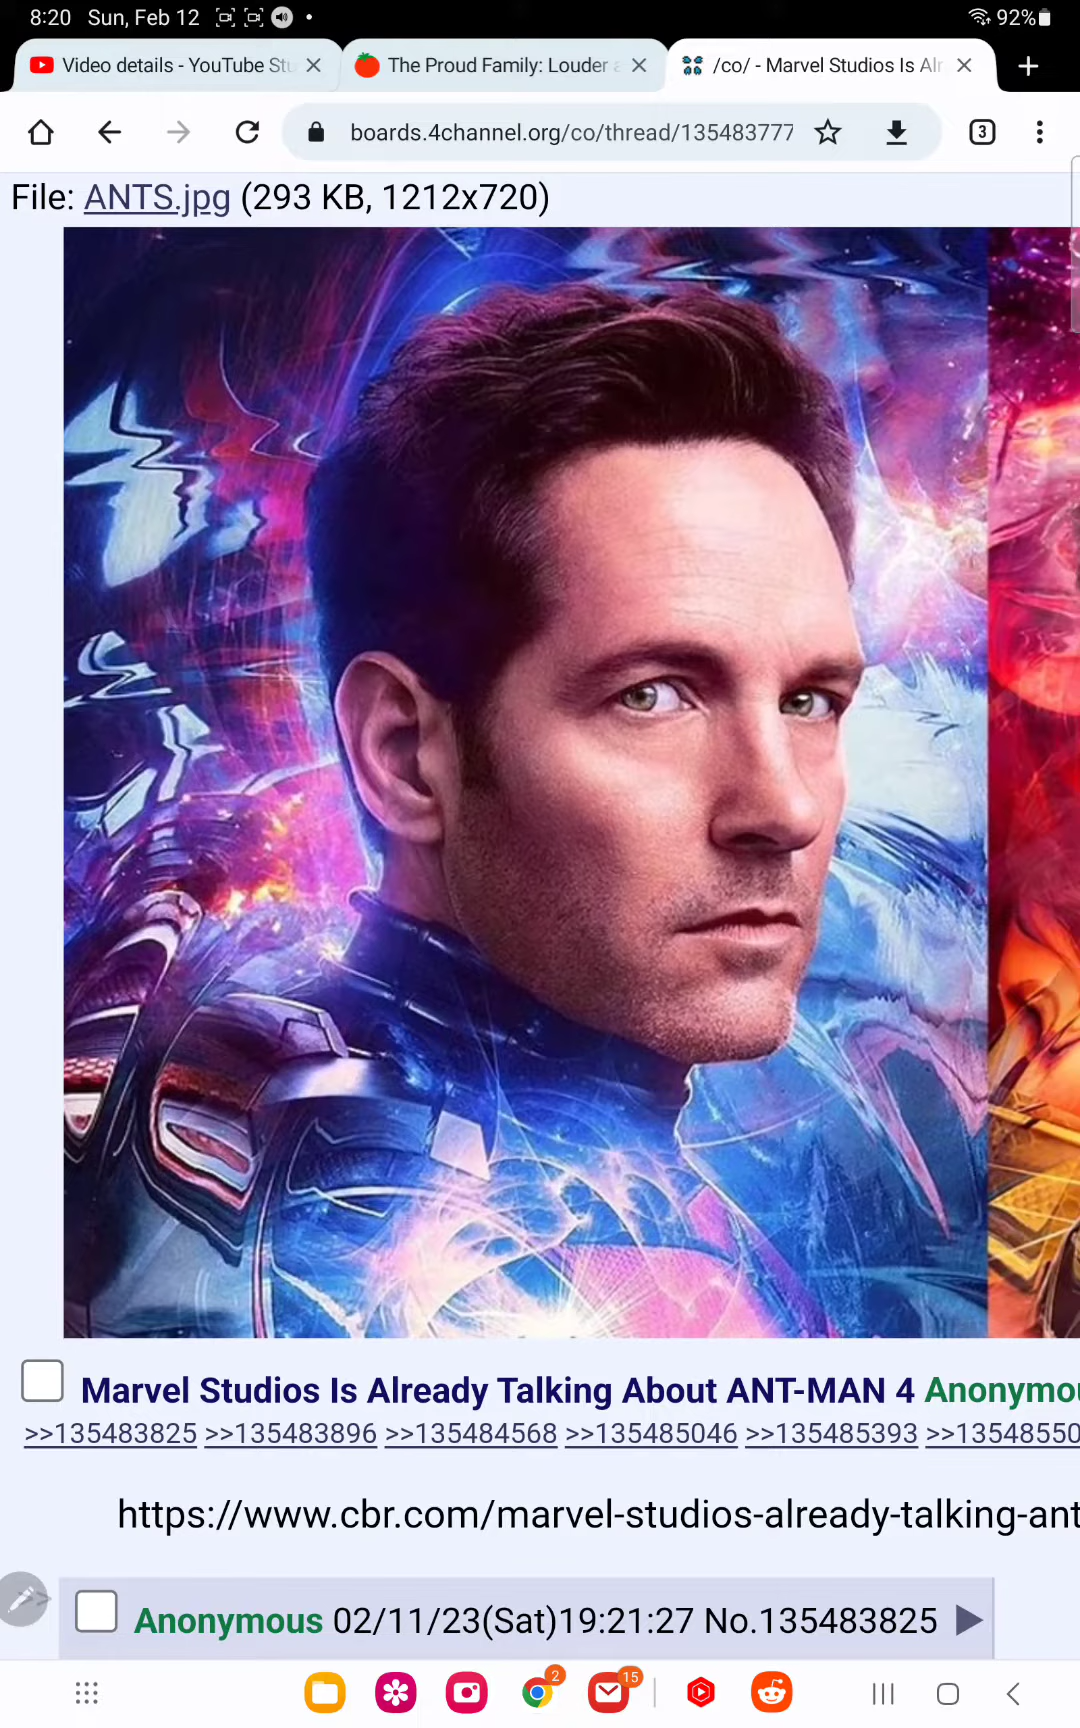 8:20 Sun, Feb 12 92%
Video details - YouTube Stu The Proud Family: Louder a /co/ - Marvel Studios Is Alr
boards.4channel.org/co/thread/135483777 3
File: ANTS.jpg (293 KB, 1212x720)
Marvel Studios Is Already Talking About ANT-MAN 4 Anonymou
>>135483825 >>135483896 >>135484568 >>135485046 >>135485393 >>13548550
https://www.cbr.com/marvel-studios-already-talking-ant
Anonymous 02/11/23(Sat)19:21:27 No.135483825
2 15